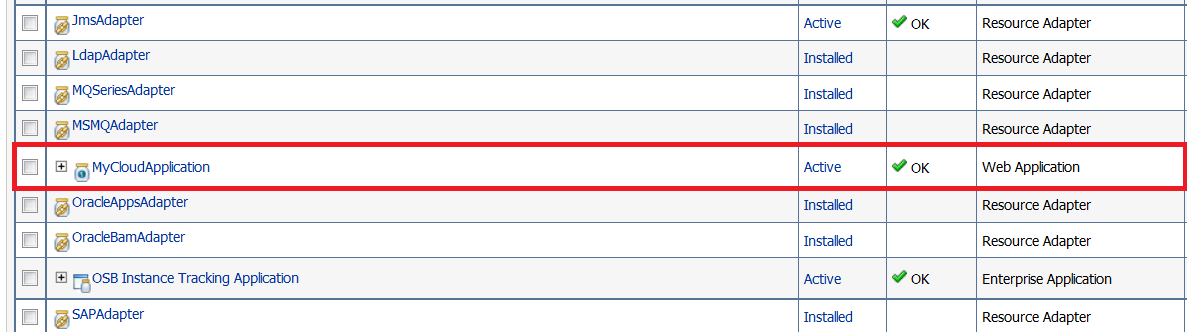 JmsAdapter Active OK Resource Adapter
LdapAdapter Installed Resource Adapter
MQSeriesAdapter Installed Resource Adapter
MSMQAdapter Installed Resource Adapter
MyCloudApplication Active OK Web Application
OracleAppsAdapter Installed Resource Adapter
OracleBamAdapter Installed Resource Adapter
OSB Instance Tracking Application Active OK Enterprise Application
SAPAdapter Installed Resource Adapter